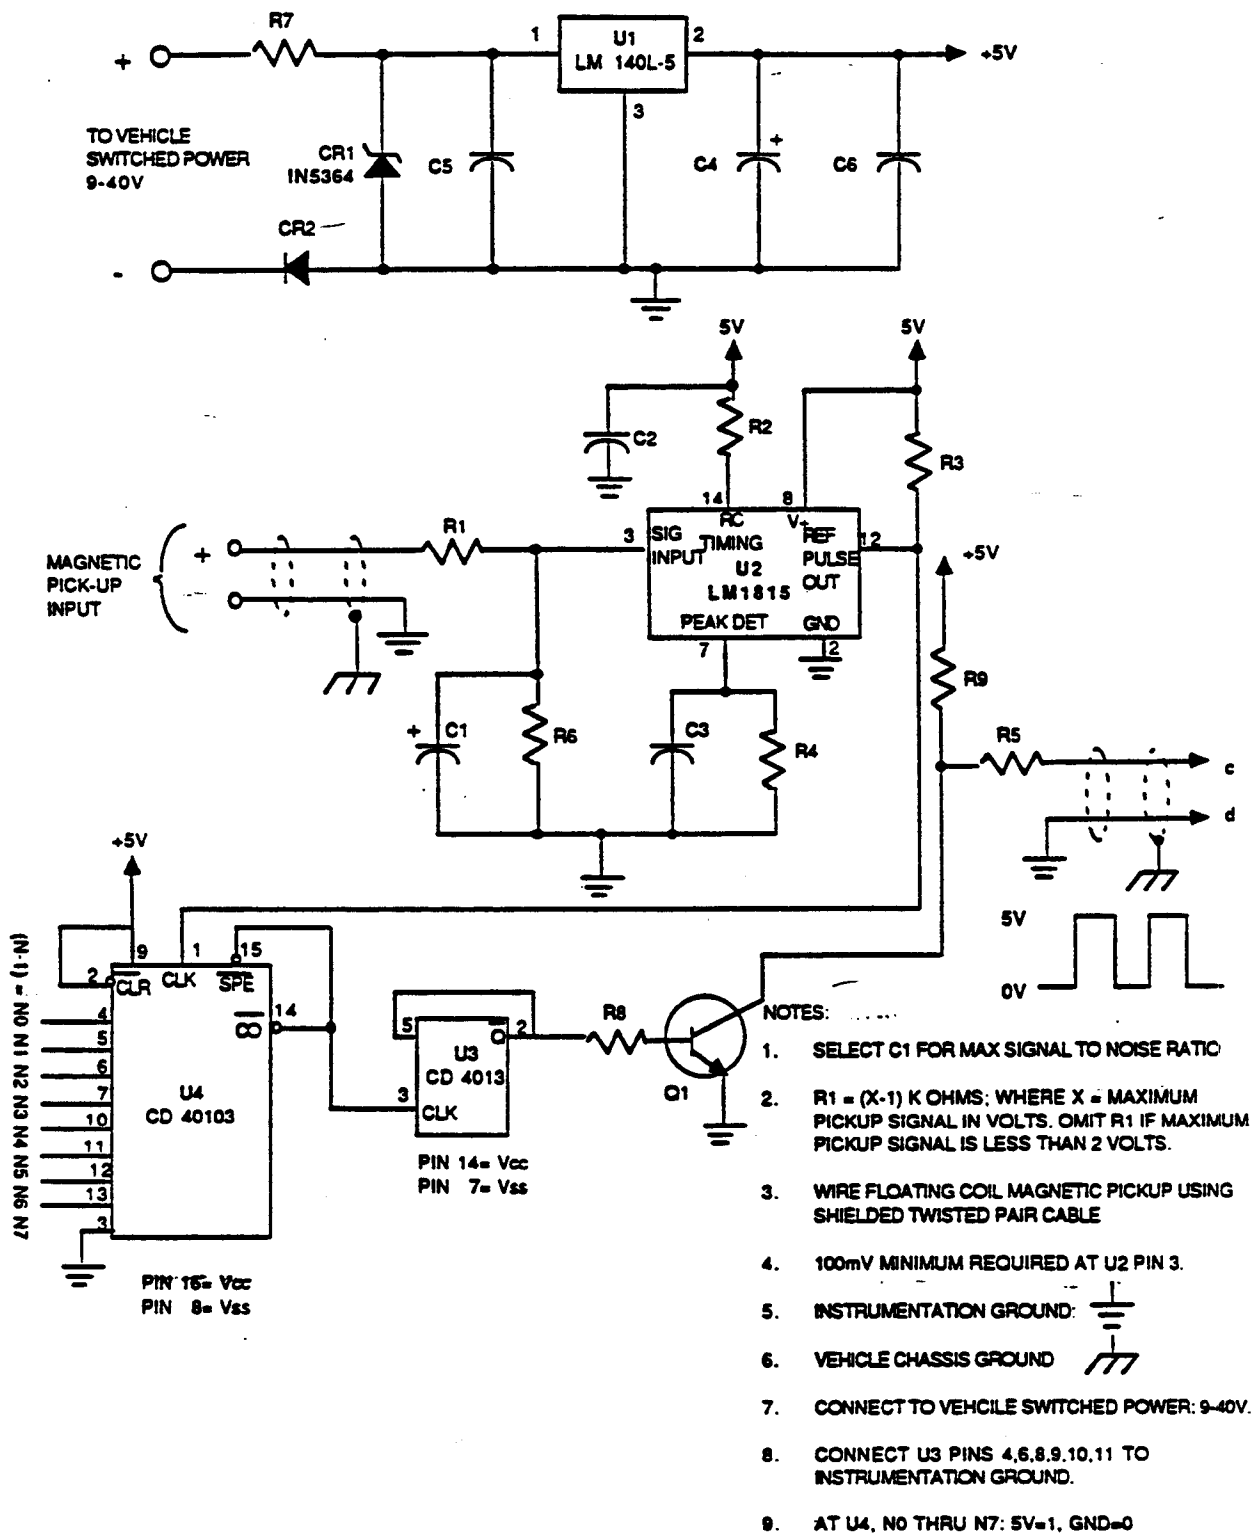 R7
+
1
U1
LM 140L-5
2
+5V
3
TO VEHICLE
SWITCHED POWER
9-40V
CR1
IN5364
C5
C4
+
C6
CR2
-
5V
5V
C2
R2
R3
MAGNETIC
PICK-UP
INPUT
+
R1
3
14
8
12
SIG
INPUT
RC
TIMING
V+
REF
PULSE
OUT
U2
LM1815
PEAK DET
GND
7
2
+5V
R9
+
C1
R6
C3
R4
R5
c
d
+5V
5V
0V
9
1
15
2
CLR
CLK
SPE
CO
14
(N-1) = N0 N1 N2 N3 N4 N5 N6 N7
4
5
6
7
10
11
12
13
3
U4
CD 40103
PIN 16= Vcc
PIN 8= Vss
5
Q
2
U3
CD 4013
3
CLK
PIN 14= Vcc
PIN 7= Vss
R8
Q1
NOTES:
1. SELECT C1 FOR MAX SIGNAL TO NOISE RATIO
2. R1 = (X-1) K OHMS; WHERE X = MAXIMUM
PICKUP SIGNAL IN VOLTS. OMIT R1 IF MAXIMUM
PICKUP SIGNAL IS LESS THAN 2 VOLTS.
3. WIRE FLOATING COIL MAGNETIC PICKUP USING
SHIELDED TWISTED PAIR CABLE
4. 100mV MINIMUM REQUIRED AT U2 PIN 3.
5. INSTRUMENTATION GROUND:
6. VEHICLE CHASSIS GROUND
7. CONNECT TO VEHCILE SWITCHED POWER: 9-40V.
8. CONNECT U3 PINS 4,6,8,9,10,11 TO
INSTRUMENTATION GROUND.
9. AT U4, N0 THRU N7: 5V=1, GND=0